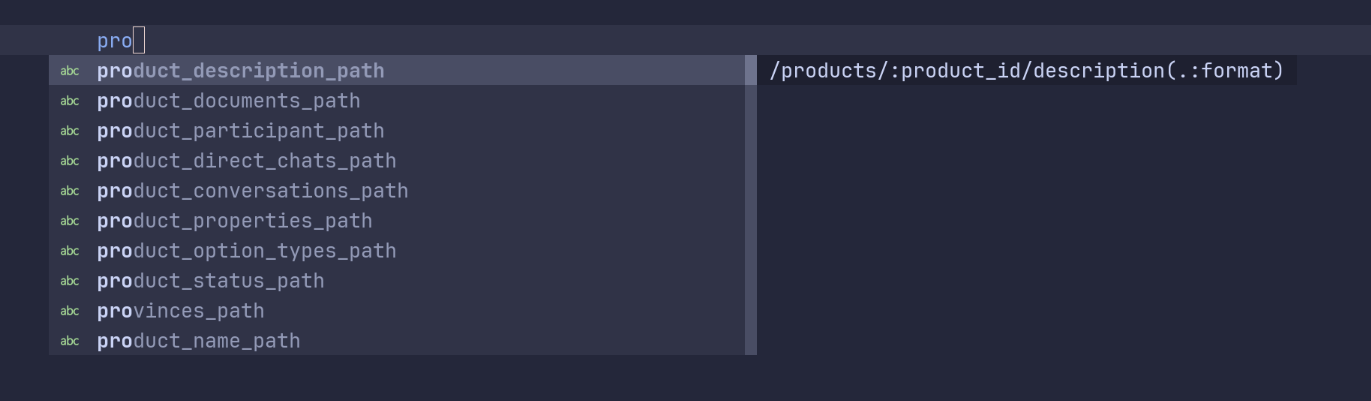 pro
abc product_description_path /products/:product_id/description(.:format)
abc product_documents_path
abc product_participant_path
abc product_direct_chats_path
abc product_conversations_path
abc product_properties_path
abc product_option_types_path
abc product_status_path
abc provinces_path
abc product_name_path